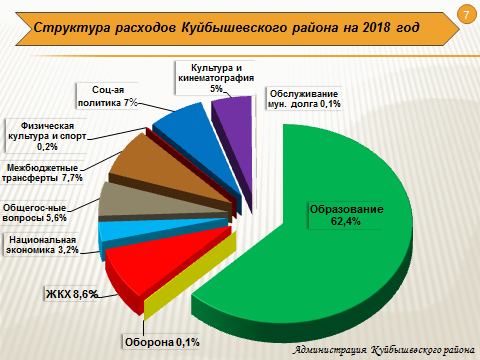 7
Структура расходов Куйбышевского района на 2018 год
Культура и
кинематография
5%
Обслуживание
мун. долга 0,1%
Соц-ая
политика 7%
Физическая
культура и спорт
0,2%
Межбюджетные
трансферты 7,7%
Общегос-ные
вопросы 5,6%
Национальная
экономика 3,2%
ЖКХ 8,6%
Оборона 0,1%
Образование
62,4%
Администрация Куйбышевского района